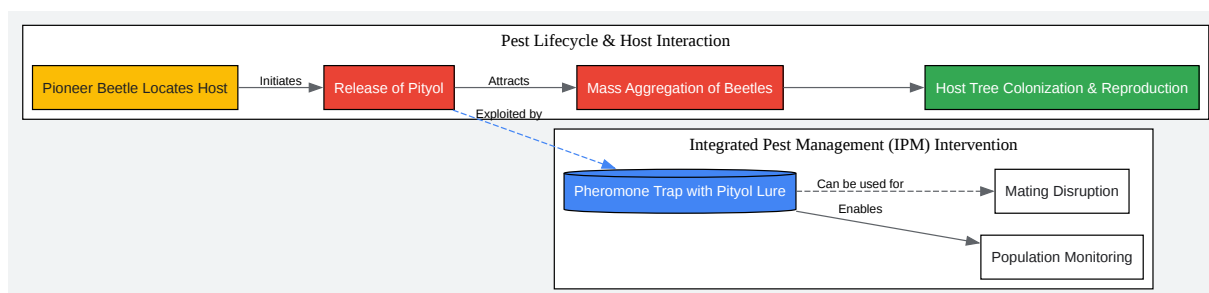 Pest Lifecycle & Host Interaction
Pioneer Beetle Locates Host
Initiates
Release of Pityol
Attracts
Mass Aggregation of Beetles
Host Tree Colonization & Reproduction
Exploited by
Integrated Pest Management (IPM) Intervention
Pheromone Trap with Pityol Lure
Can be used for
Mating Disruption
Enables
Population Monitoring